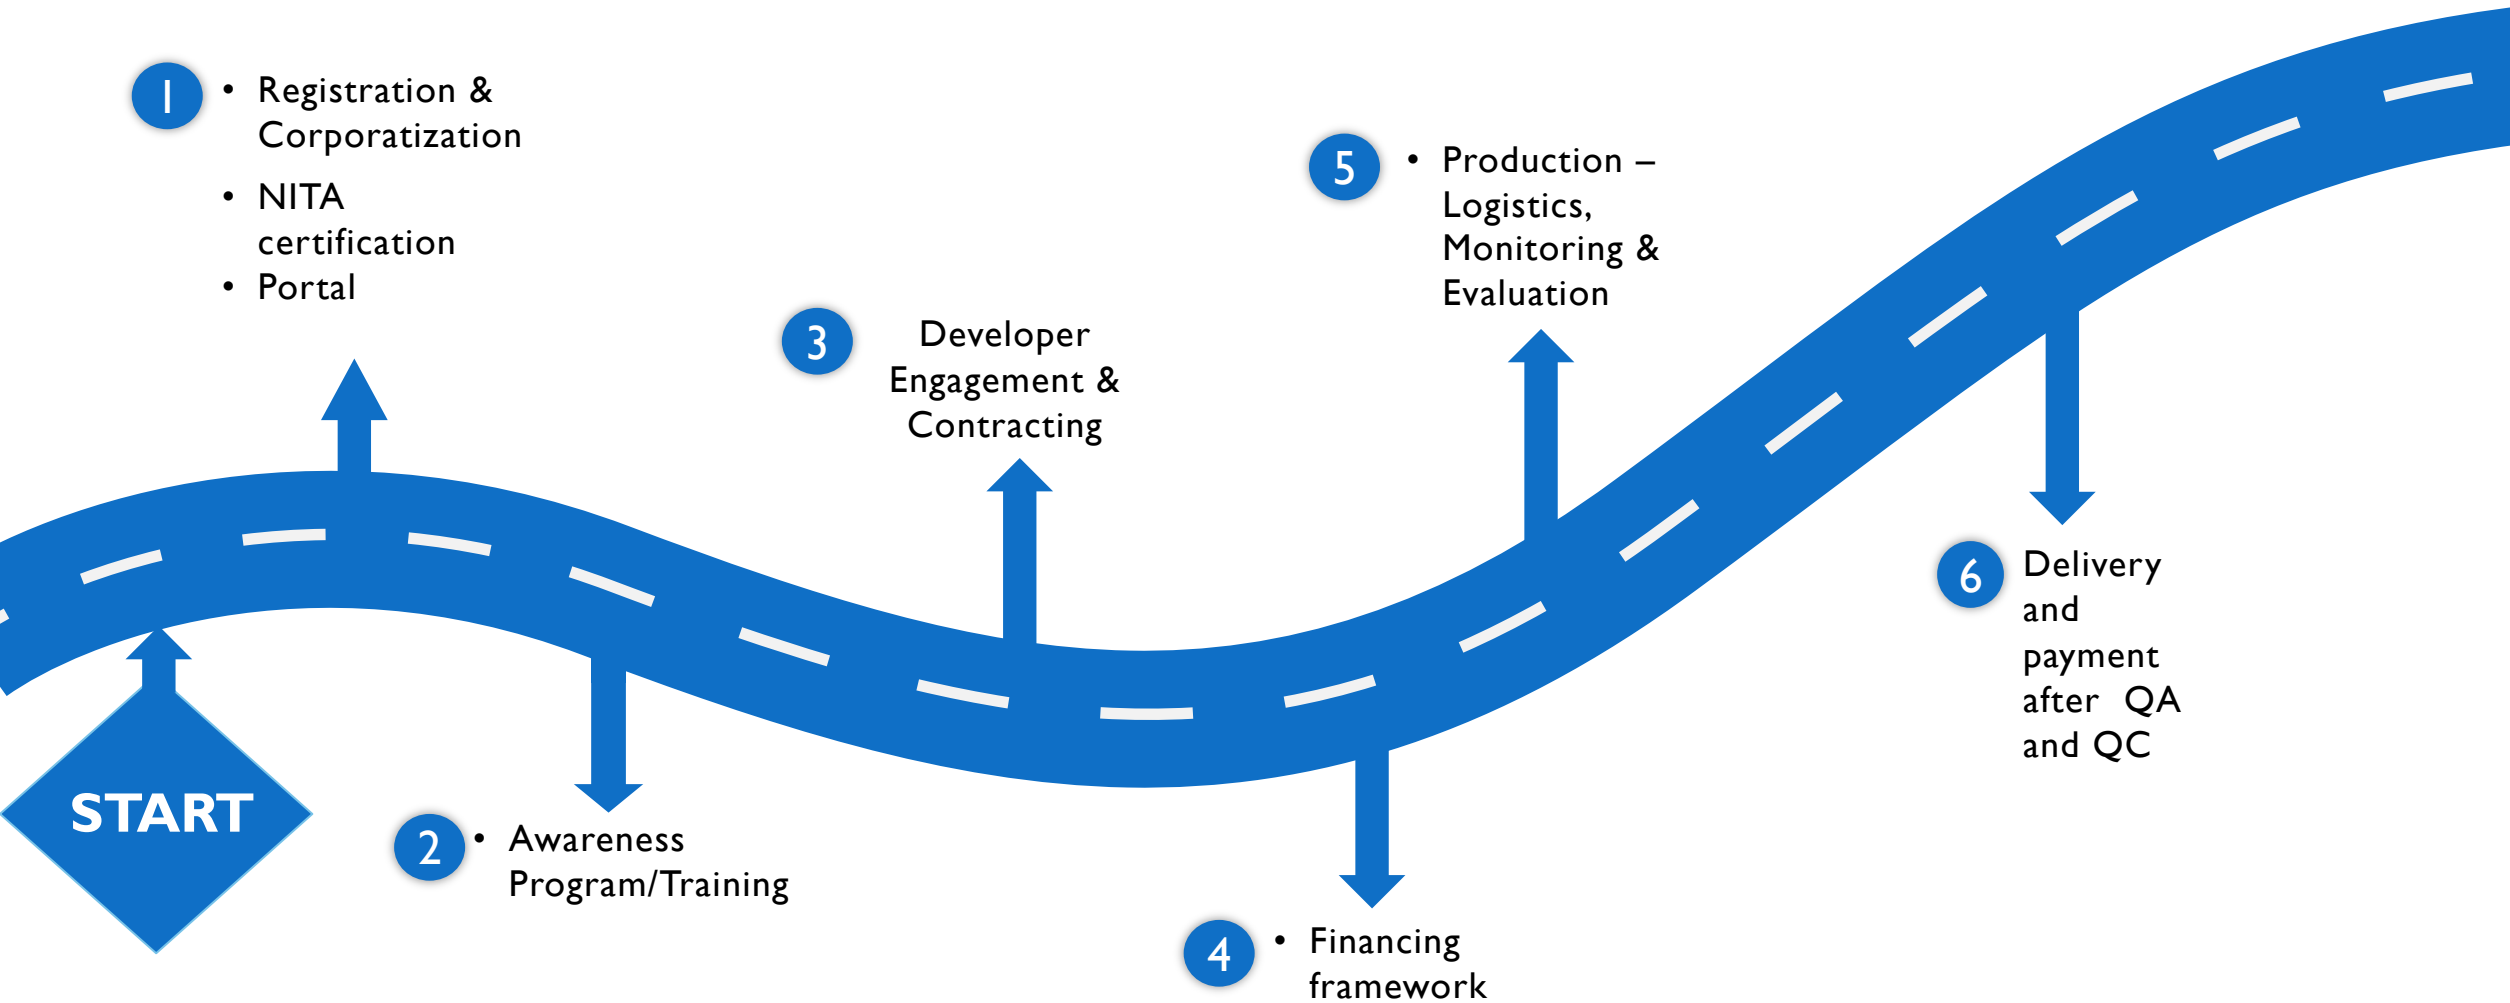 1
• Registration &
Corporatization
• NITA
certification
• Portal
START
2
• Awareness
Program/Training
3
Developer
Engagement &
Contracting
4
• Financing
framework
5
• Production –
Logistics,
Monitoring &
Evaluation
6
Delivery
and
payment
after QA
and QC